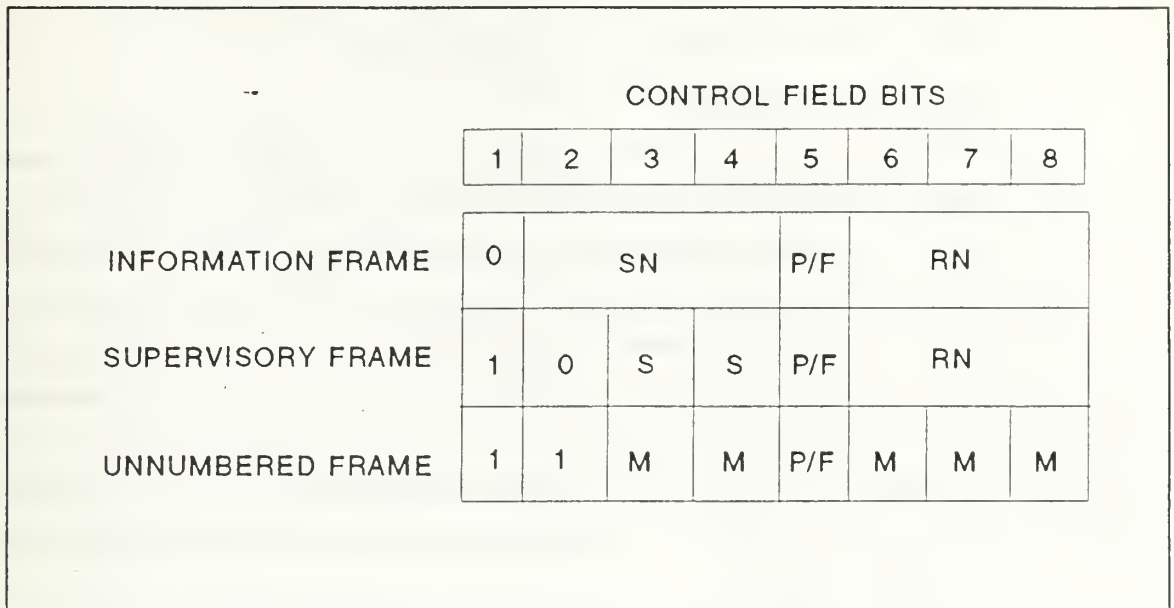 CONTROL FIELD BITS
1 2 3 4 5 6 7 8
INFORMATION FRAME 0 SN P/F RN
SUPERVISORY FRAME 1 0 S S P/F RN
UNNUMBERED FRAME 1 1 M M P/F M M M